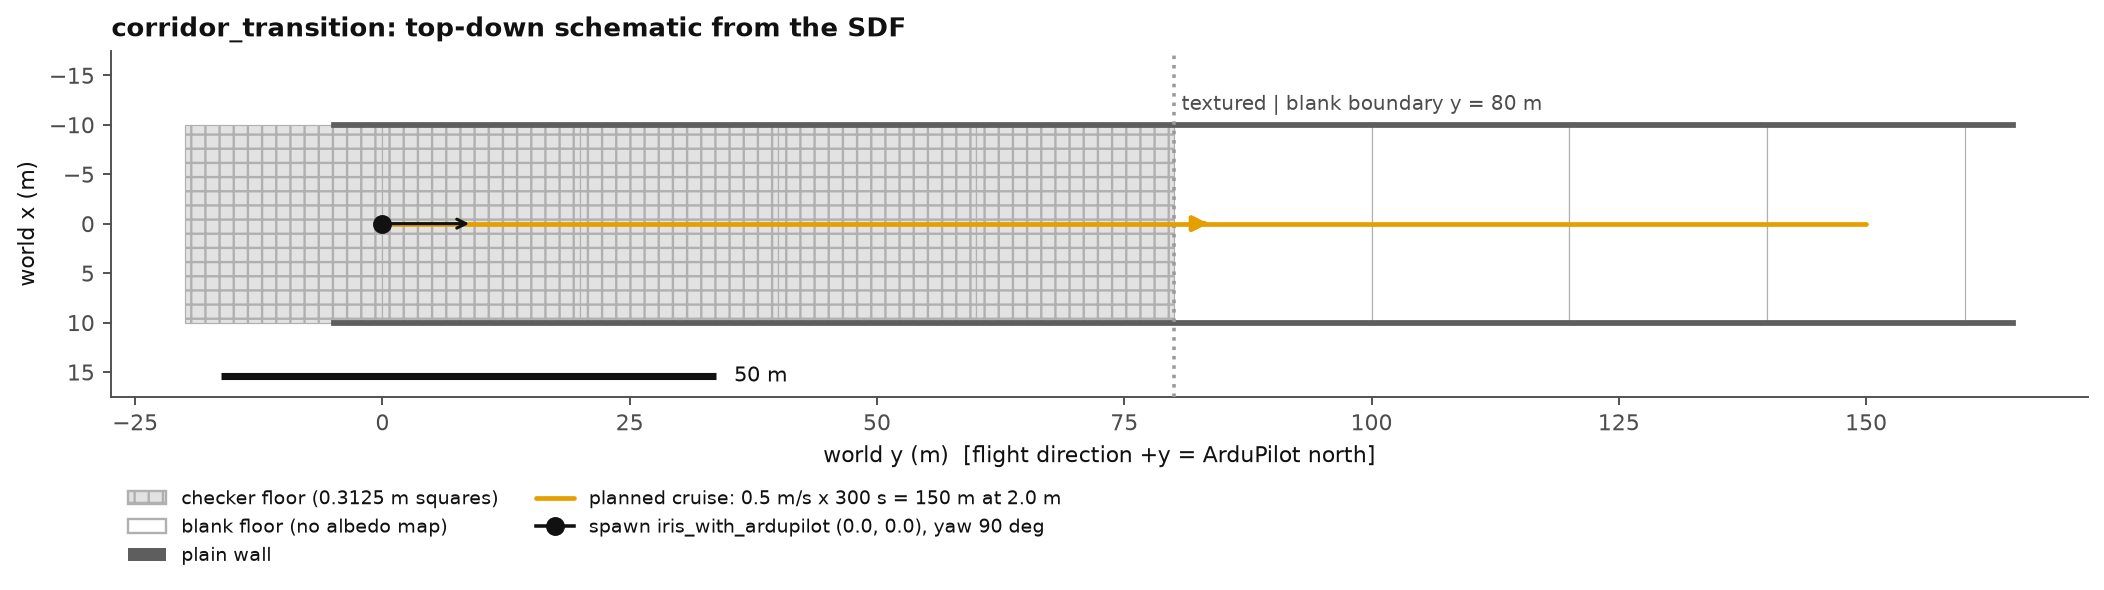 corridor_transition: top-down schematic from the SDF
world x (m)
−15
−10
−5
0
5
10
15
textured | blank boundary y = 80 m
50 m
−25
0
25
50
75
100
125
150
world y (m)  [flight direction +y = ArduPilot north]
checker floor (0.3125 m squares)
blank floor (no albedo map)
plain wall
planned cruise: 0.5 m/s x 300 s = 150 m at 2.0 m
spawn iris_with_ardupilot (0.0, 0.0), yaw 90 deg